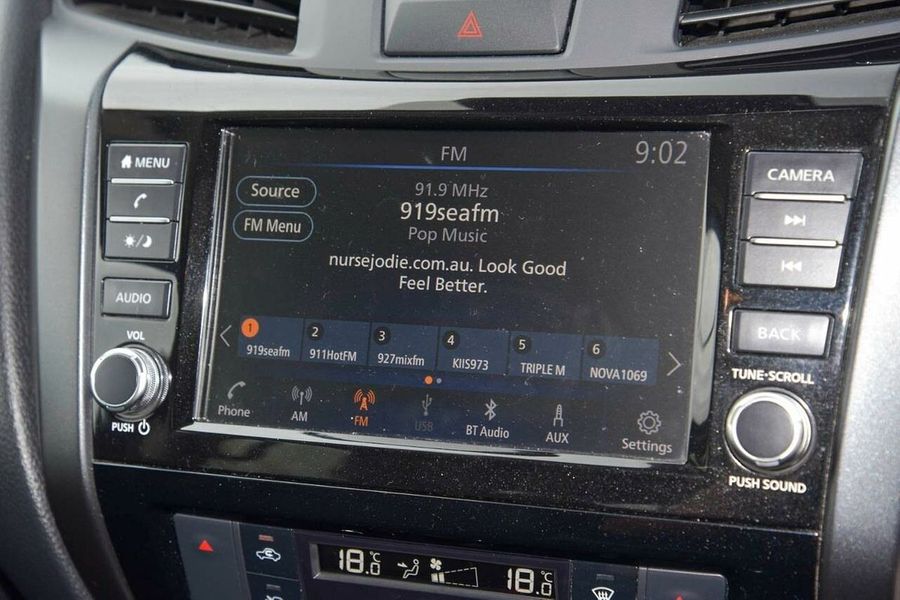 FM
9:02
MENU
AUDIO
VOL
PUSH
Source
FM Menu
91.9 MHz
919seafm
Pop Music
nursejodie.com.au. Look Good
Feel Better.
1
919seafm
2
911HotFM
3
927mixfm
4
KIIS973
5
TRIPLE M
6
NOVA1069
Phone
AM
FM
USB
BT Audio
AUX
Settings
CAMERA
BACK
TUNE·SCROLL
PUSH SOUND
18.0 °C
18.0 °C